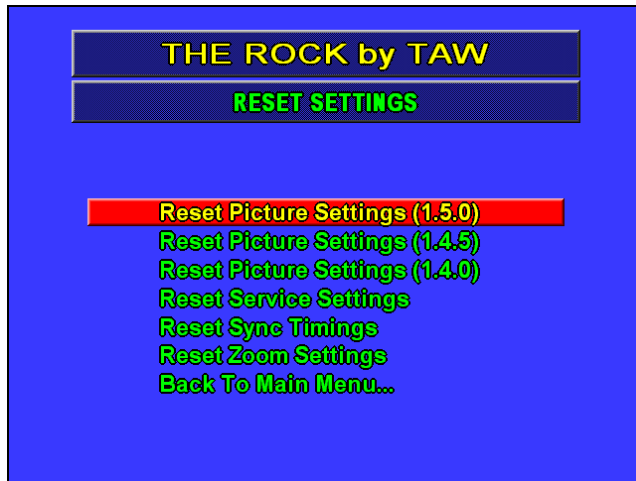 THE ROCK by TAW
RESET SETTINGS
Reset Picture Settings (1.5.0)
Reset Picture Settings (1.4.5)
Reset Picture Settings (1.4.0)
Reset Service Settings
Reset Sync Timings
Reset Zoom Settings
Back To Main Menu...